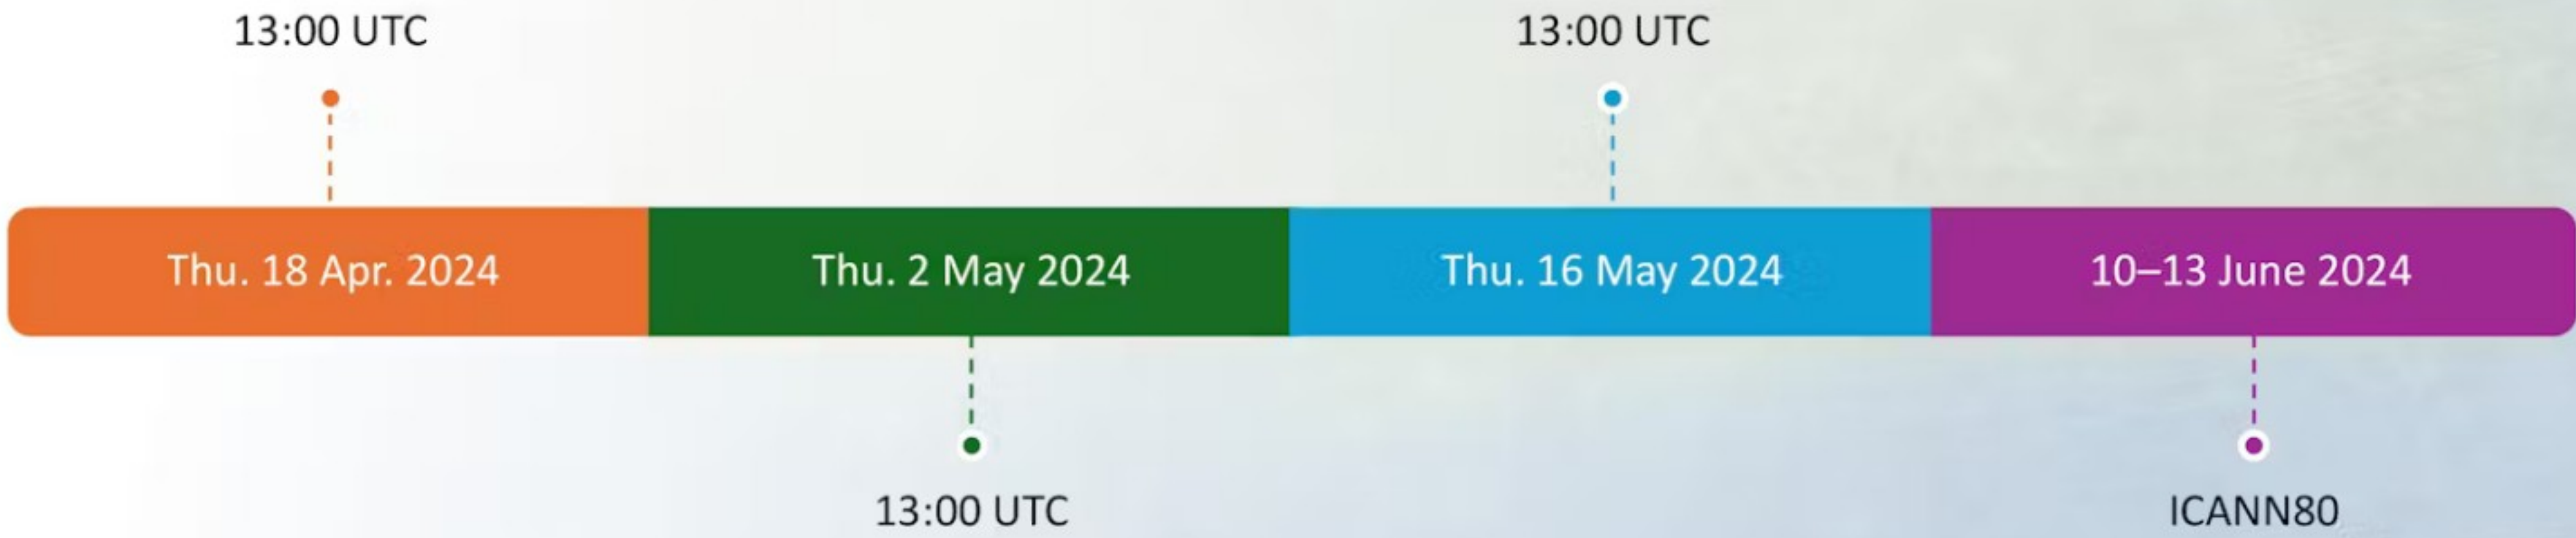 13:00 UTC
13:00 UTC
Thu. 18 Apr. 2024
Thu. 2 May 2024
Thu. 16 May 2024
10–13 June 2024
13:00 UTC
ICANN80